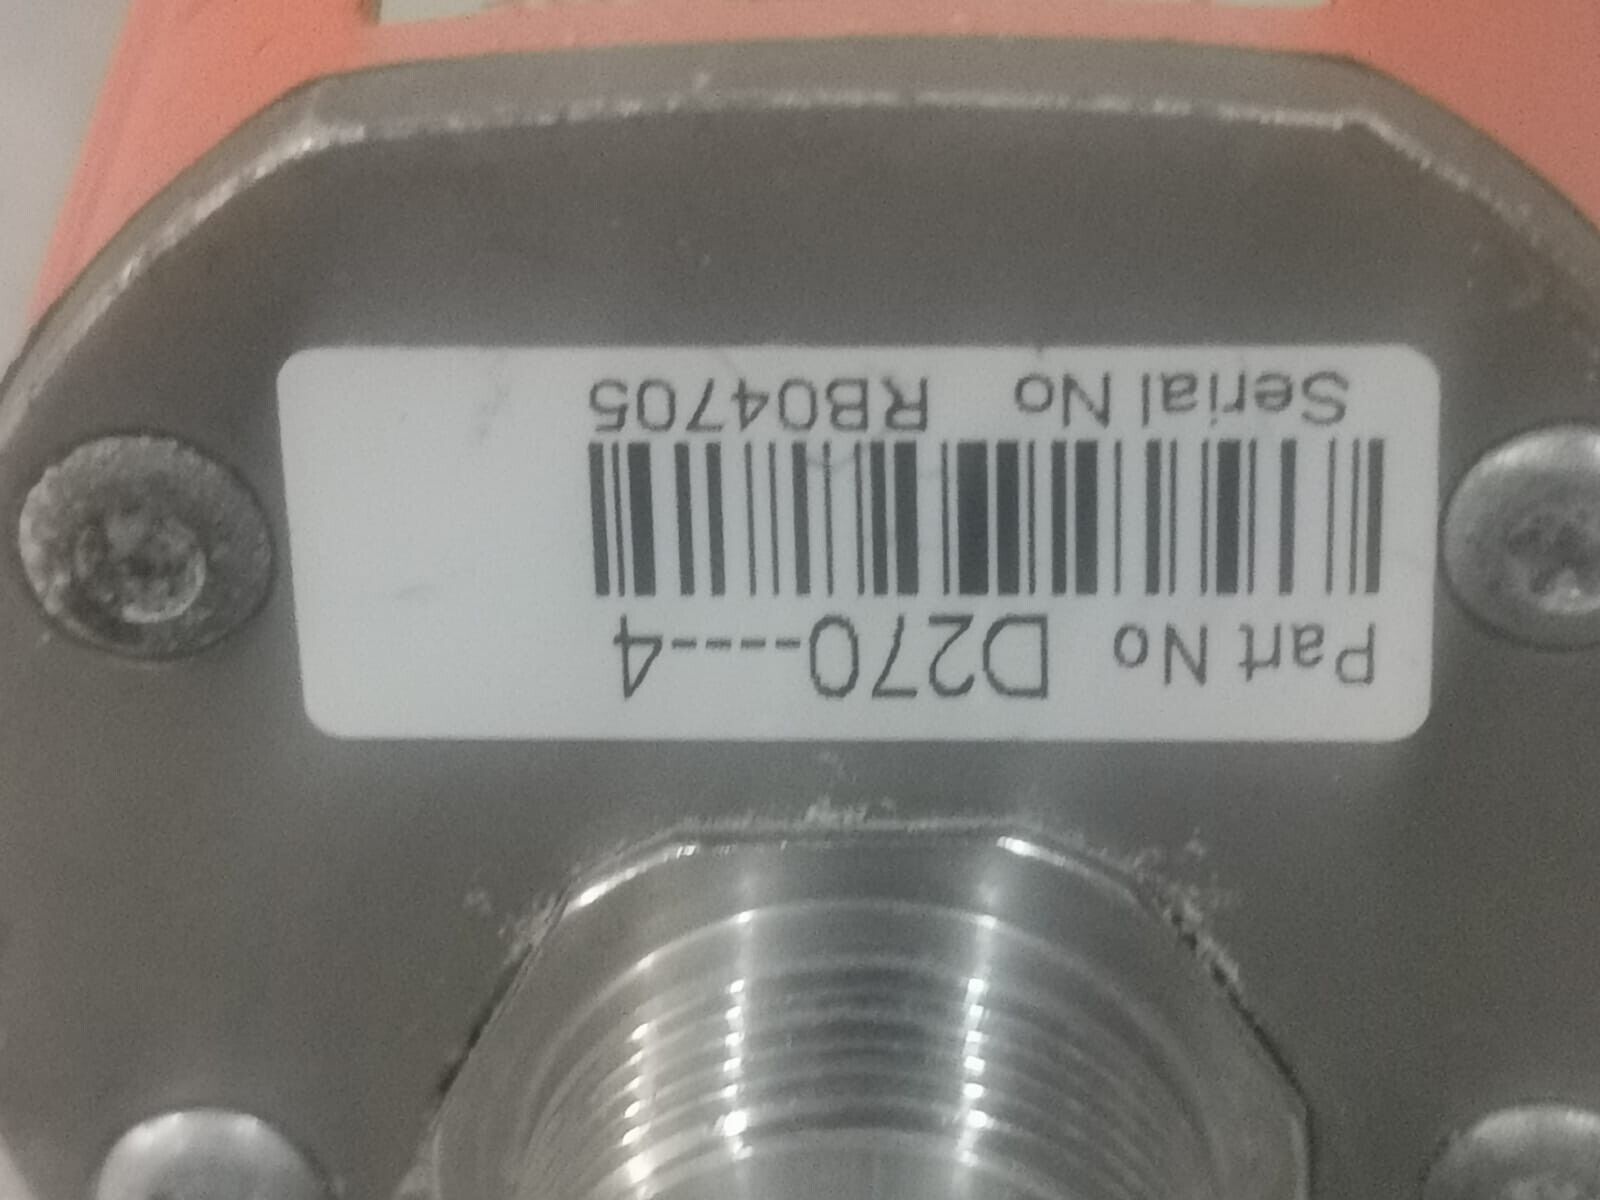 Part No D270----4
Serial No RB04705